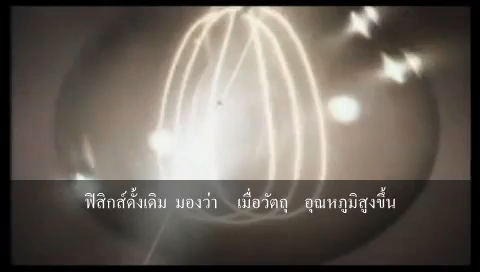 ฟิสิกส์ดั้งเดิม มองว่า เมื่อวัตถุ อุณหภูมิสูงขึ้น